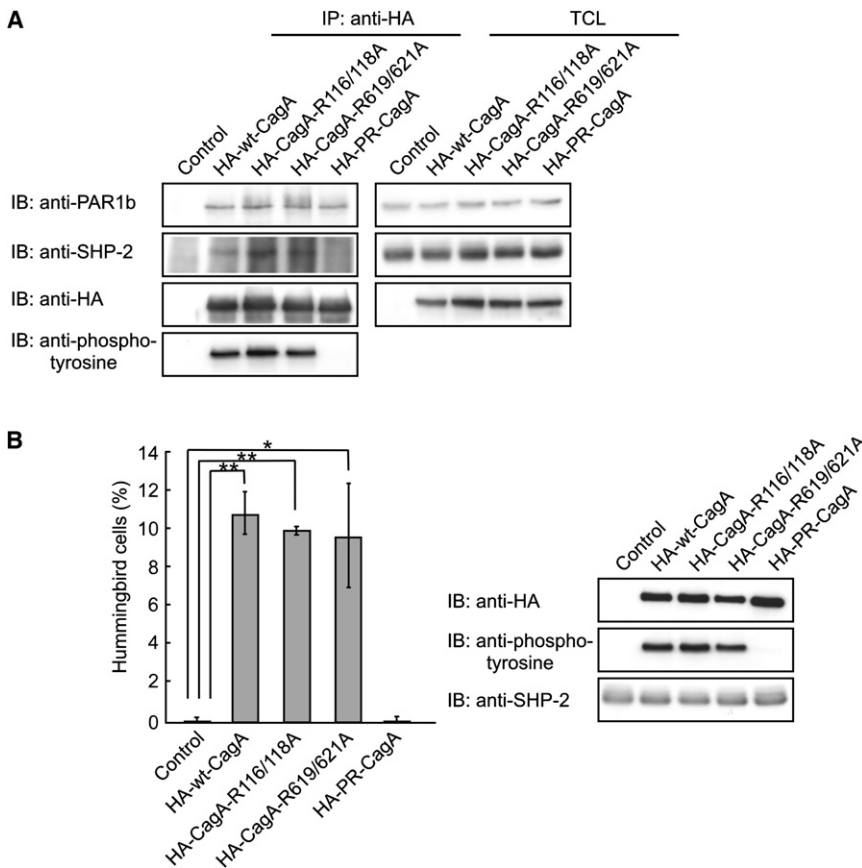 A
IP: anti-HA
TCL
Control
HA-wt-CagA
HA-CagA-R116/118A
HA-CagA-R619/621A
HA-PR-CagA
Control
HA-wt-CagA
HA-CagA-R116/118A
HA-CagA-R619/621A
HA-PR-CagA
IB: anti-PAR1b
IB: anti-SHP-2
IB: anti-HA
IB: anti-phospho-
tyrosine
B
Hummingbird cells (%)
14
12
10
8
6
4
2
0
*
**
**
Control
HA-wt-CagA
HA-CagA-R116/118A
HA-CagA-R619/621A
HA-PR-CagA
Control
HA-wt-CagA
HA-CagA-R116/118A
HA-CagA-R619/621A
HA-PR-CagA
IB: anti-HA
IB: anti-phospho-
tyrosine
IB: anti-SHP-2